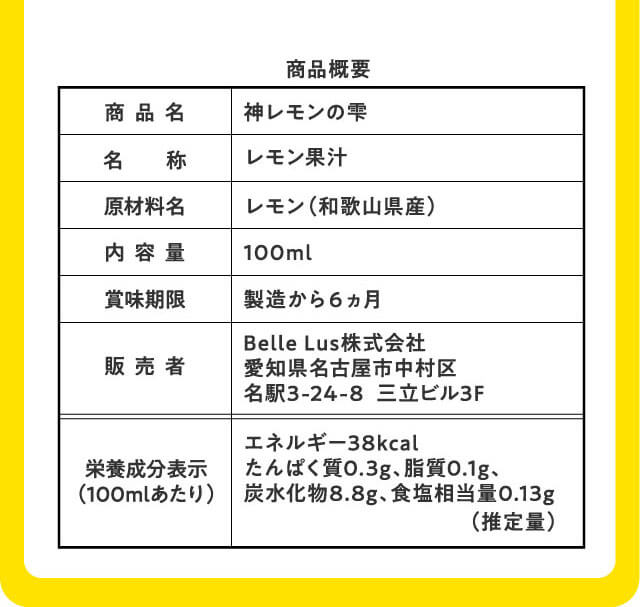 商品概要
商品名 神レモンの雫
名称 レモン果汁
原材料名 レモン（和歌山県産）
内容量 100ml
賞味期限 製造から6ヵ月
販売者 Belle Lus株式会社
愛知県名古屋市中村区
名駅3-24-8 三立ビル3F
栄養成分表示
（100mlあたり）
エネルギー38kcal
たんぱく質0.3g、脂質0.1g、
炭水化物8.8g、食塩相当量0.13g
（推定量）